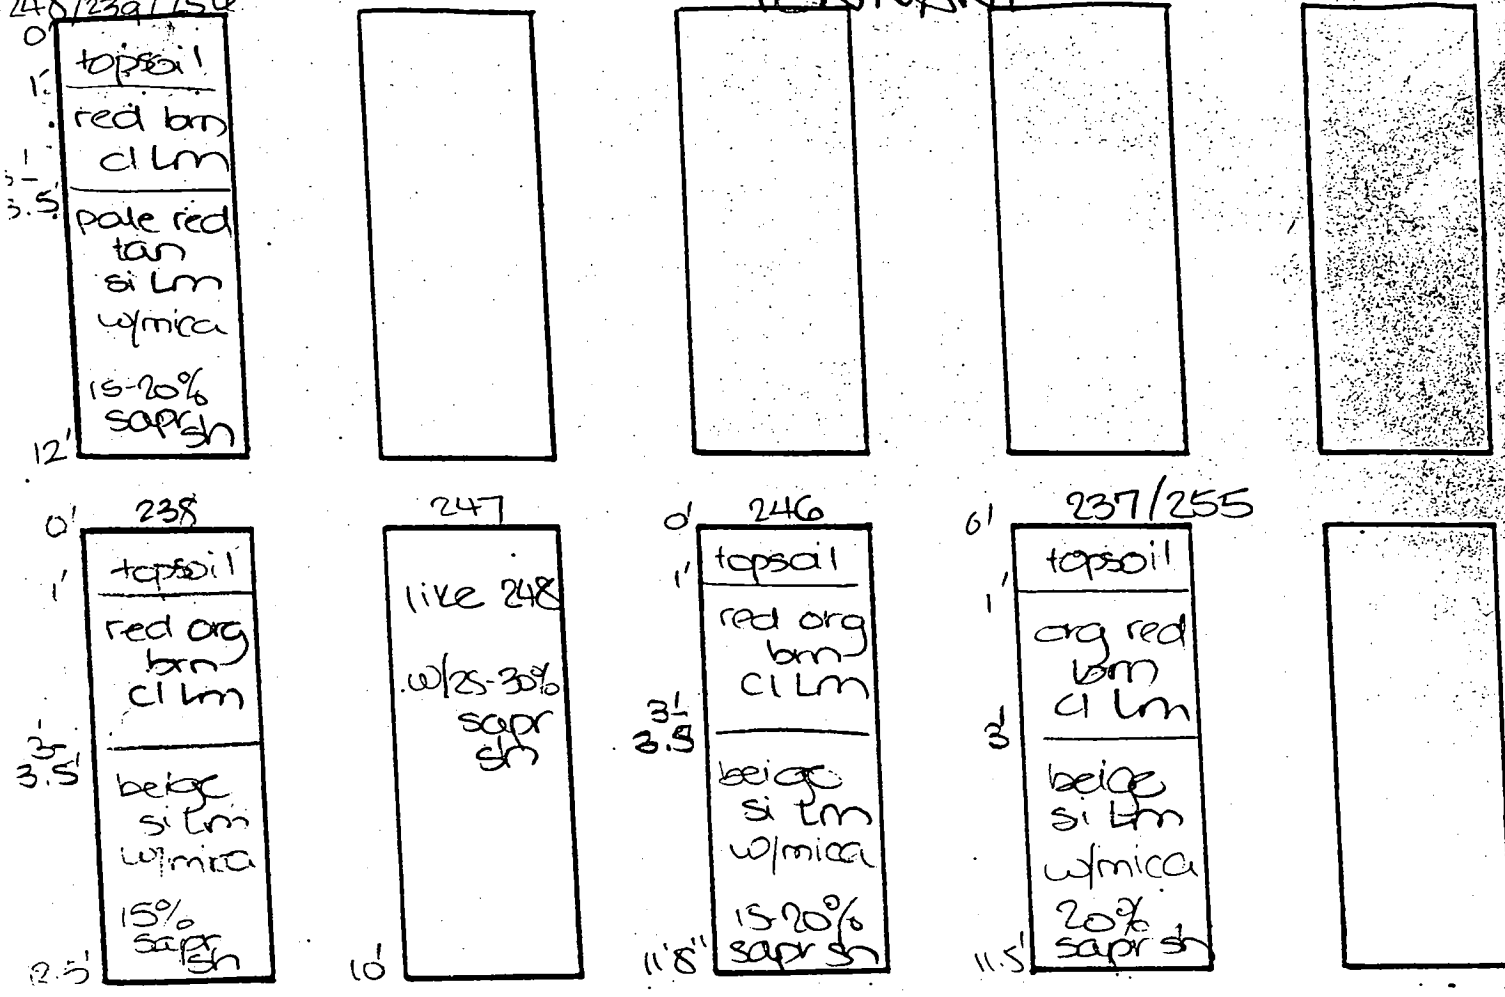 248/239/254
0'
topsoil
1'
red brn
cl Lm
3'-
3.5'
pale red
tan
si Lm
w/mica
15-20%
sapr sh
12'
238
0'
topsoil
1'
red org
brn
cl Lm
3'-
3.5'
beige
si Lm
w/mica
15%
sapr
sh
12.5'
247
like 248
w/25-30%
sapr
sh
10'
246
0'
topsoil
1'
red org
brn
cl Lm
3'-
3.5
beige
si Lm
w/mica
15-20%
sapr sh
11'8"
237/255
0'
topsoil
1'
org red
brn
cl Lm
3'
beige
si Lm
w/mica
20%
sapr sh
11.5'